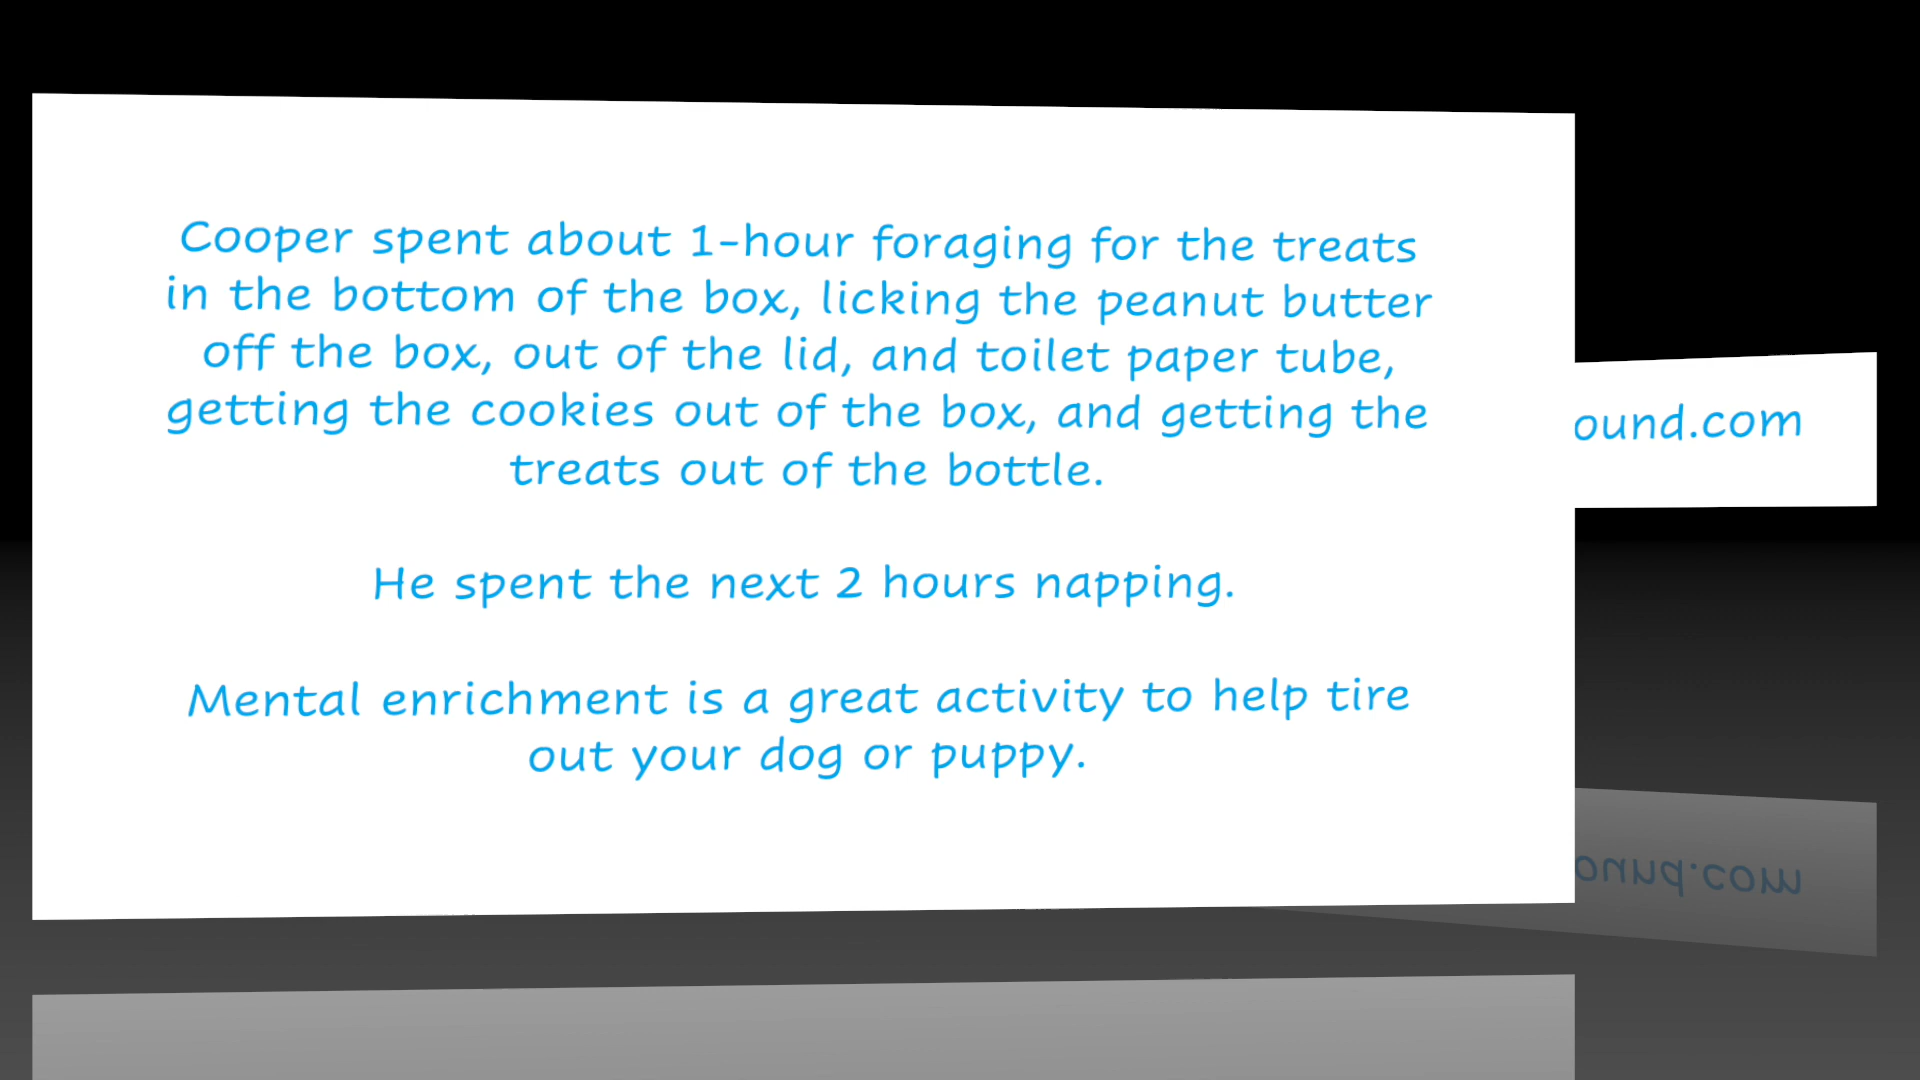 Cooper spent about 1-hour foraging for the treats
in the bottom of the box, licking the peanut butter
off the box, out of the lid, and toilet paper tube,
getting the cookies out of the box, and getting the
treats out of the bottle.
He spent the next 2 hours napping.
Mental enrichment is a great activity to help tire
out your dog or puppy.
ound.com